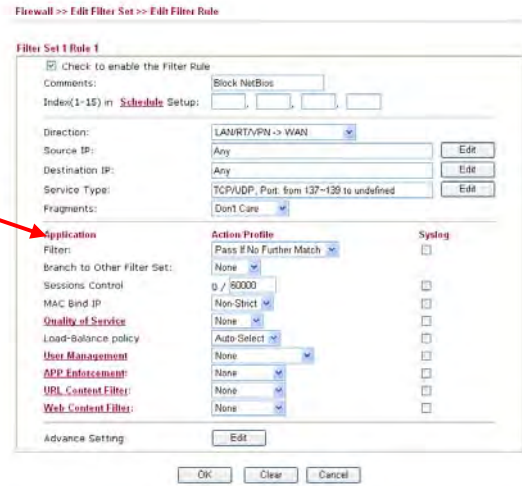 Firewall >> Edit Filter Set >> Edit Filter Rule
Filter Set 1 Rule 1
Check to enable the Filter Rule
Comments: Block NetBios
Index(1-15) in Schedule Setup: , , ,
Direction: LAN/RT/VPN -> WAN
Source IP: Any Edit
Destination IP: Any Edit
Service Type: TCP/UDP, Port: from 137~139 to undefined Edit
Fragments: Don't Care
Application Action Profile Syslog
Filter: Pass If No Further Match
Branch to Other Filter Set: None
Sessions Control 0 / 60000
MAC Bind IP Non-Strict
Quality of Service None
Load-Balance policy Auto-Select
User Management None
APP Enforcement: None
URL Content Filter: None
Web Content Filter: None
Advance Setting Edit
OK Clear Cancel